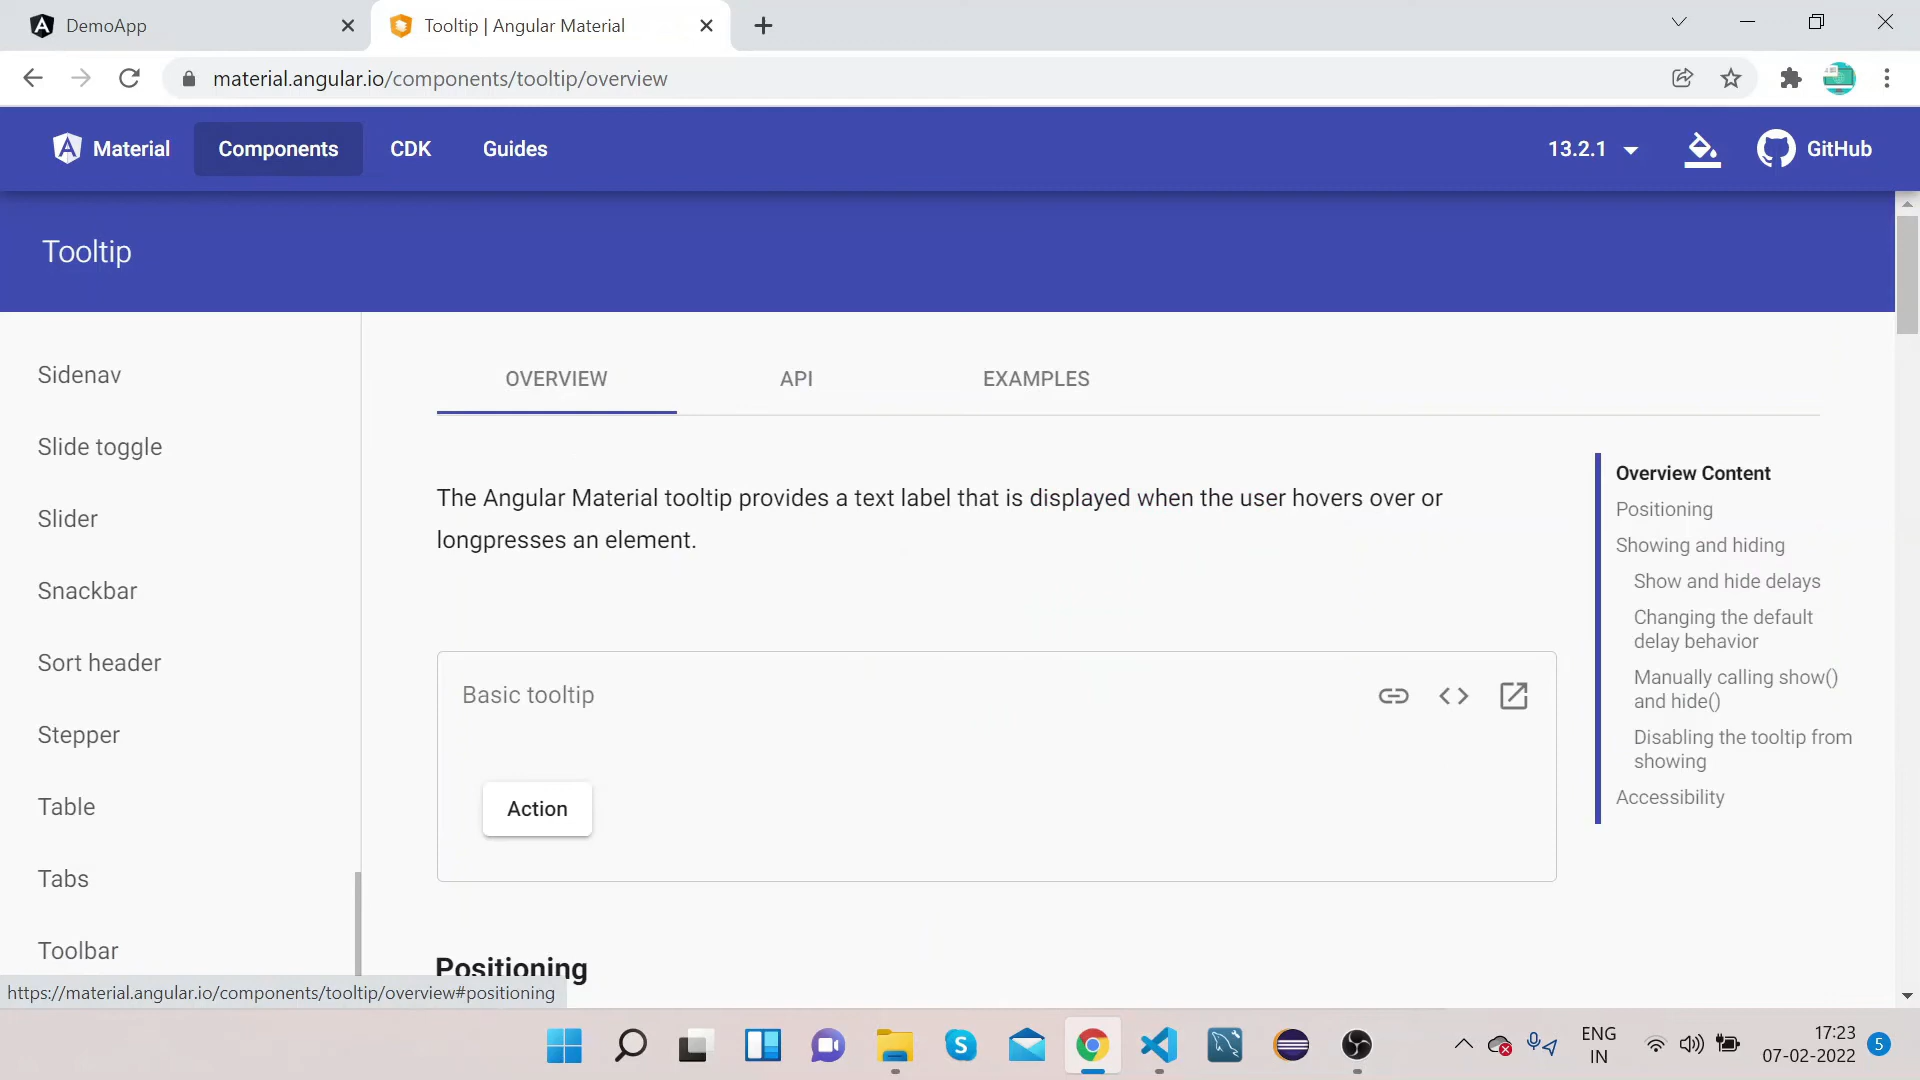 DemoApp
Tooltip | Angular Material
material.angular.io/components/tooltip/overview
Material
Components
CDK
Guides
13.2.1
GitHub
Tooltip
Sidenav
Slide toggle
Slider
Snackbar
Sort header
Stepper
Table
Tabs
Toolbar
OVERVIEW
API
EXAMPLES
The Angular Material tooltip provides a text label that is displayed when the user hovers over or
longpresses an element.
Basic tooltip
Action
Positioning
Overview Content
Positioning
Showing and hiding
Show and hide delays
Changing the default
delay behavior
Manually calling show()
and hide()
Disabling the tooltip from
showing
Accessibility
https://material.angular.io/components/tooltip/overview#positioning
ENG
IN
17:23
07-02-2022
5